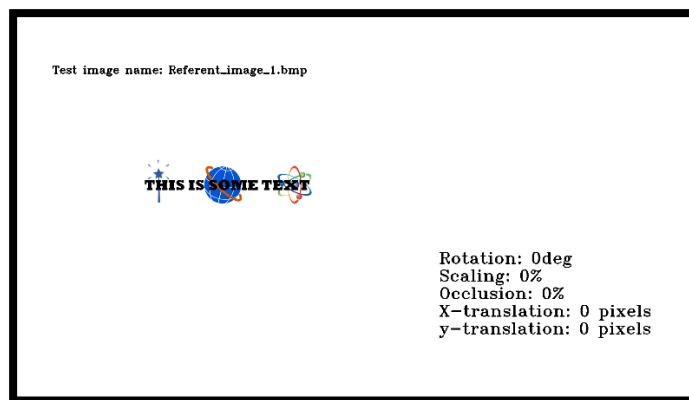 Test image name: Referent_image_1.bmp
THIS IS SOME TEXT
Rotation: 0deg
Scaling: 0%
Occlusion: 0%
X-translation: 0 pixels
y-translation: 0 pixels